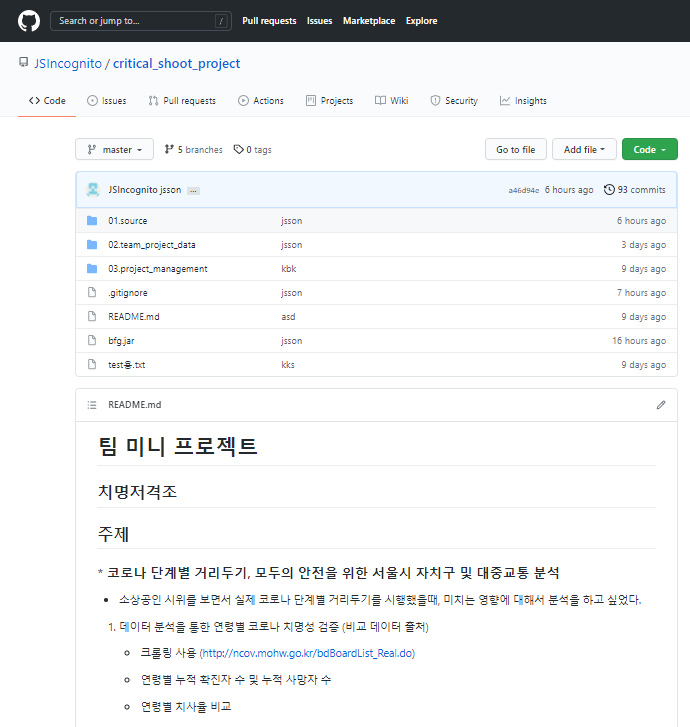 Search or jump to... /
Pull requests Issues Marketplace Explore
JSIncognito / critical_shoot_project
Code Issues Pull requests Actions Projects Wiki Security Insights
master 5 branches 0 tags Go to file Add file Code
JSIncognito jsson ... a46d94e 6 hours ago 93 commits
01.source jsson 6 hours ago
02.team_project_data jsson 3 days ago
03.project_management kbk 9 days ago
.gitignore jsson 7 hours ago
README.md asd 9 days ago
bfg.jar jsson 16 hours ago
test용.txt kks 9 days ago
README.md
팀 미니 프로젝트
치명저격조
주제
* 코로나 단계별 거리두기, 모두의 안전을 위한 서울시 자치구 및 대중교통 분석
• 소상공인 시위를 보면서 실제 코로나 단계별 거리두기를 시행했을때, 미치는 영향에 대해서 분석을 하고 싶었다.
1. 데이터 분석을 통한 연령별 코로나 치명성 검증 (비교 데이터 출처)
◦ 크롤링 사용 (http://ncov.mohw.go.kr/bdBoardList_Real.do)
◦ 연령별 누적 확진자 수 및 누적 사망자 수
◦ 연령별 치사율 비교